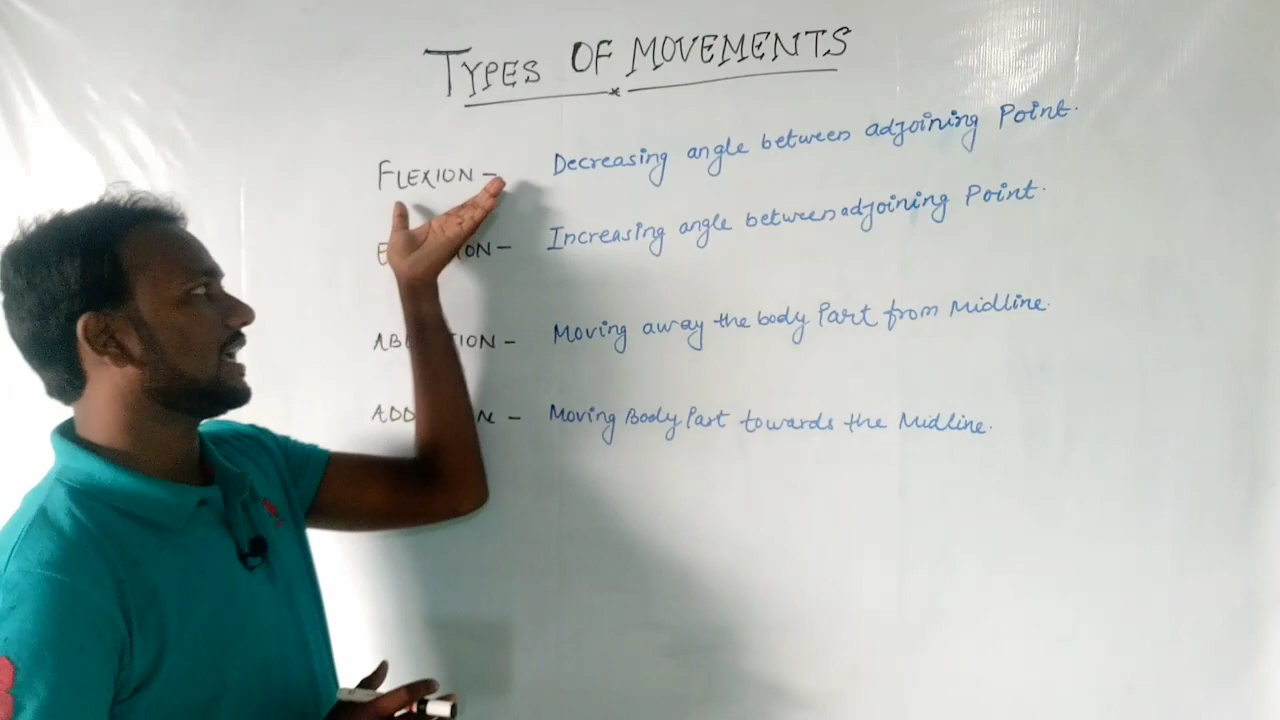 TYPES OF MOVEMENTS
FLEXION - Decreasing angle between adjoining Point.
Increasing angle between adjoining Point.
Moving away the body Part from Midline.
Moving Body Part towards the Midline.